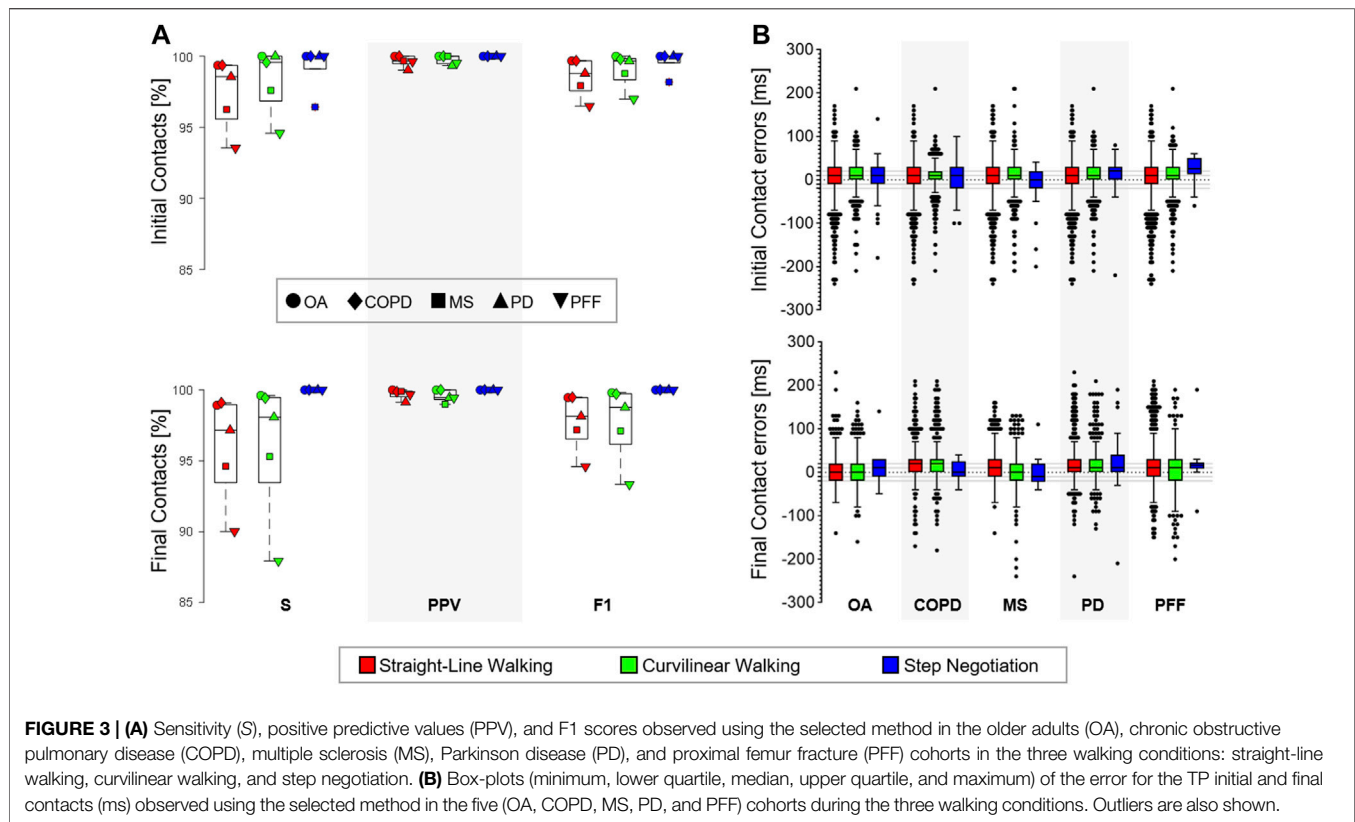 A
Initial Contacts [%]
100
95
90
85
OA COPD MS PD PFF
Final Contacts [%]
100
95
90
85
S PPV F1
B
Initial Contact errors [ms]
300
200
100
0
-100
-200
-300
Final Contact errors [ms]
300
200
100
0
-100
-200
-300
OA COPD MS PD PFF
Straight-Line Walking Curvilinear Walking Step Negotiation
FIGURE 3 | (A) Sensitivity (S), positive predictive values (PPV), and F1 scores observed using the selected method in the older adults (OA), chronic obstructive
pulmonary disease (COPD), multiple sclerosis (MS), Parkinson disease (PD), and proximal femur fracture (PFF) cohorts in the three walking conditions: straight-line
walking, curvilinear walking, and step negotiation. (B) Box-plots (minimum, lower quartile, median, upper quartile, and maximum) of the error for the TP initial and final
contacts (ms) observed using the selected method in the five (OA, COPD, MS, PD, and PFF) cohorts during the three walking conditions. Outliers are also shown.